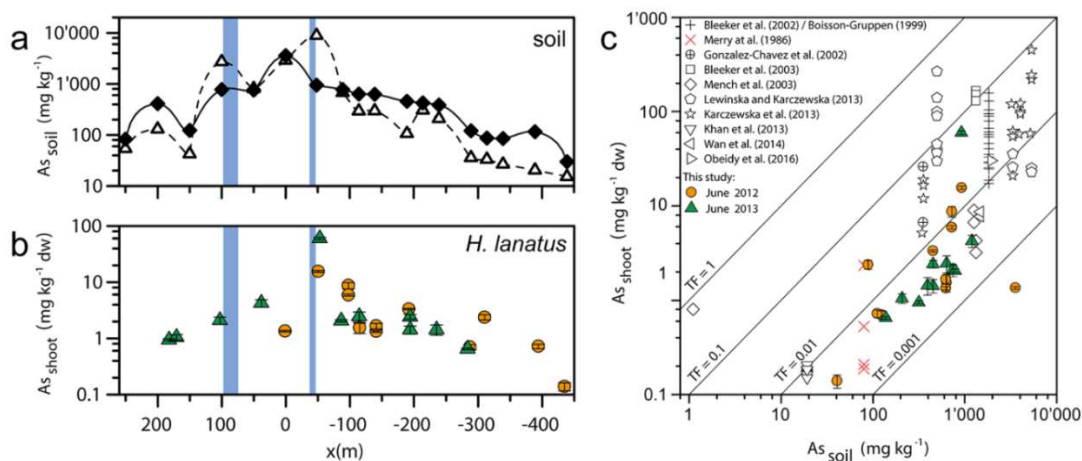 a
soil
As soil (mg kg⁻¹)
10'000
1'000
100
10
b
H. lanatus
As shoot (mg kg⁻¹ dw)
100
10
1
0.1
200 100 0 -100 -200 -300 -400
x(m)
c
As shoot (mg kg⁻¹ dw)
1'000
100
10
1
0.1
+ Bleeker et al. (2002) / Boisson-Gruppen (1999)
Merry at al. (1986)
Gonzalez-Chavez et al. (2002)
Bleeker et al. (2003)
Mench et al. (2003)
Lewinska and Karczewska (2013)
Karczewska et al. (2013)
Khan et al. (2013)
Wan et al. (2014)
Obeidy et al. (2016)
This study:
June 2012
June 2013
TF = 1
TF = 0.1
TF = 0.01
TF = 0.001
1 10 100 1'000 10'000
As soil (mg kg⁻¹)